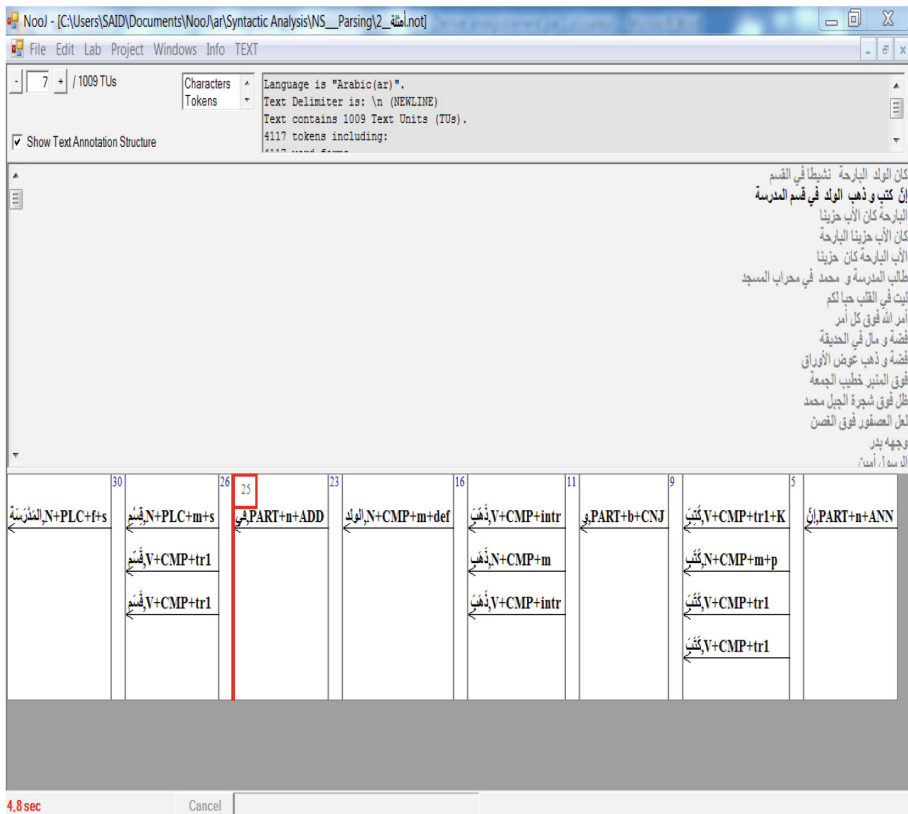 NooJ - [C:\Users\SAID\Documents\NooJ\ar\Syntactic Analysis\NS__Parsing\2__أمثلة.not]
File Edit Lab Project Windows Info TEXT
- 7 + / 1009 TUs
Characters
Tokens
Show Text Annotation Structure
Language is "Arabic(ar)".
Text Delimiter is: \n (NEWLINE)
Text contains 1009 Text Units (TUs).
4117 tokens including:
4117 word forms
كان الولد البارحة نشيطا في القسم
إنّ كتب و ذهب الولد في قسم المدرسة
البارحة كان الأب حزينا
كان الأب حزينا البارحة
الأب البارحة كان حزينا
طالب المدرسة و محمد في محراب المسجد
ليت في القلب حبا لكم
أمر الله فوق كل أمر
فضة و مال في الحديقة
فضة و ذهب عوض الأوراق
فوق المنبر خطيب الجمعة
ظل فوق شجرة الجبل محمد
لعل العصفور فوق الغصن
وجهه بدر
الرسول أمين
30 26 25 23 16 11 9 5
المَدْرَسَة,N+PLC+f+s قِسْم,N+PLC+m+s في,PART+n+ADD الولد,N+CMP+m+def ذَهَبَ,V+CMP+intr و,PART+b+CNJ كَتَبَ,V+CMP+tr1+K إنّ,PART+n+ANN
قَسَم,V+CMP+tr1 ذَهَب,N+CMP+m كُتُب,N+CMP+m+p
قَسَّم,V+CMP+tr1 ذَهَبَ,V+CMP+intr كَتَبَ,V+CMP+tr1
كَتَّبَ,V+CMP+tr1
4,8 sec
Cancel